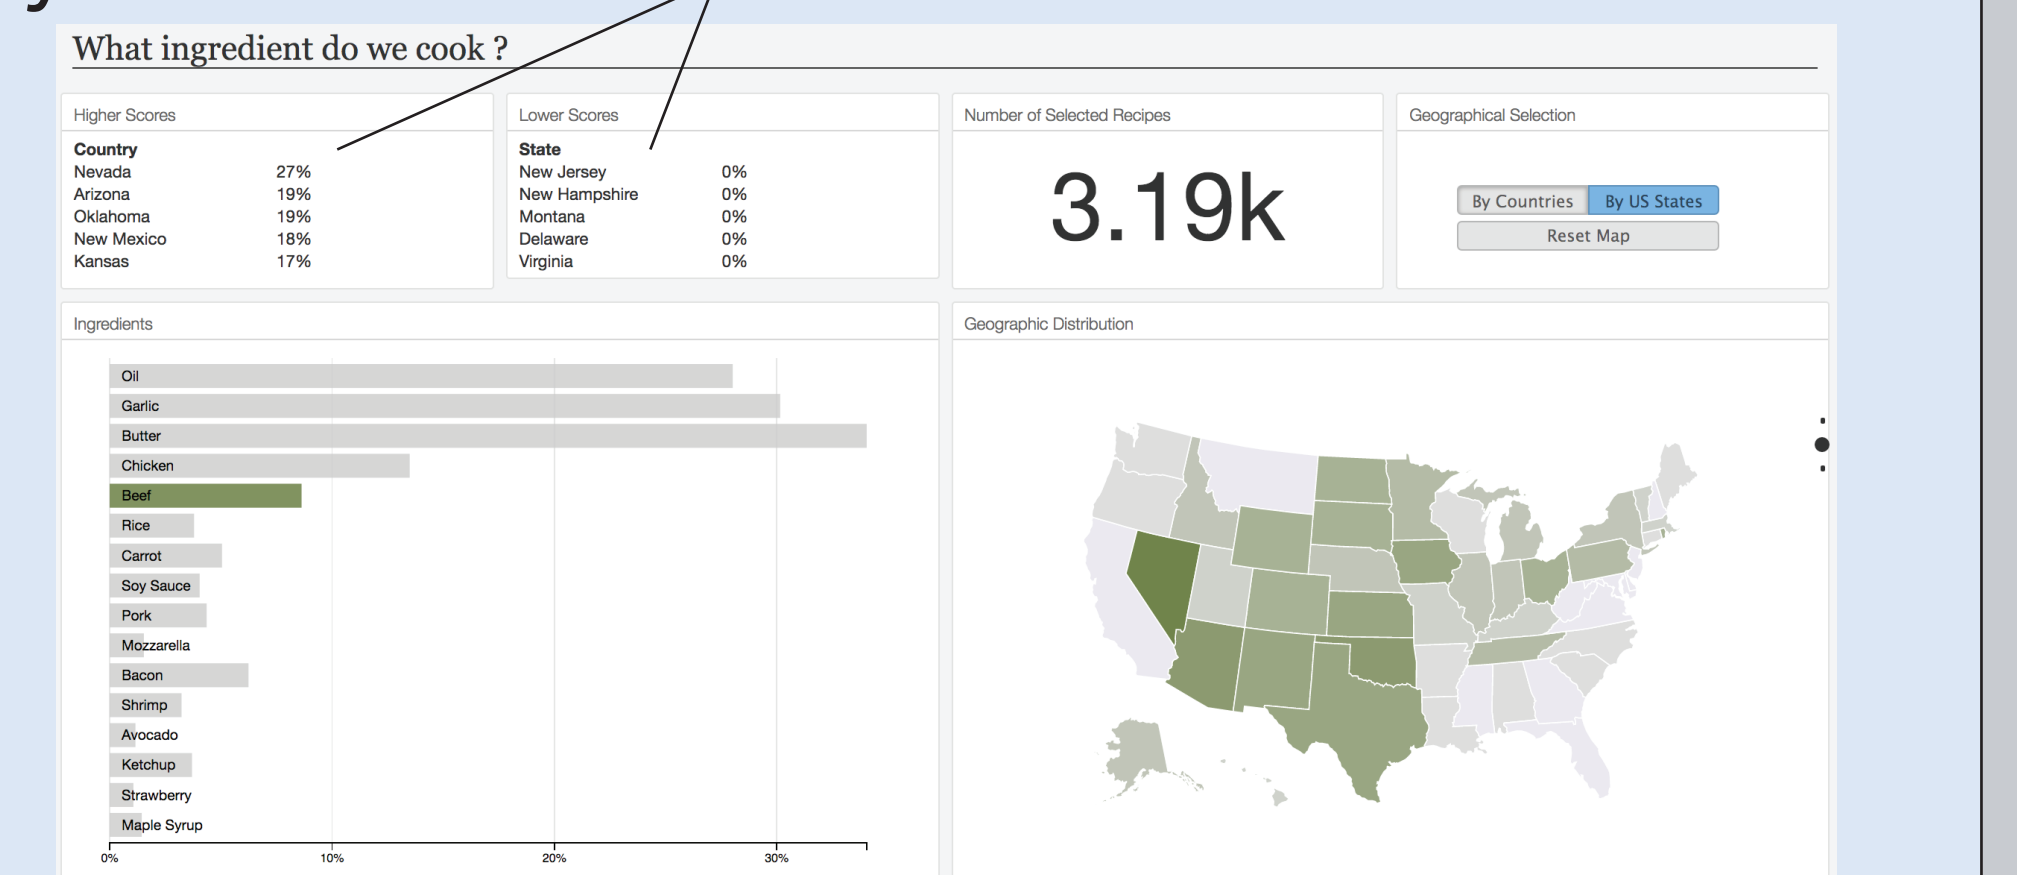 What ingredient do we cook ?
Higher Scores
Country
Nevada 27%
Arizona 19%
Oklahoma 19%
New Mexico 18%
Kansas 17%
Lower Scores
State
New Jersey 0%
New Hampshire 0%
Montana 0%
Delaware 0%
Virginia 0%
Number of Selected Recipes
3.19k
Geographical Selection
By Countries By US States
Reset Map
Ingredients
Oil
Garlic
Butter
Chicken
Beef
Rice
Carrot
Soy Sauce
Pork
Mozzarella
Bacon
Shrimp
Avocado
Ketchup
Strawberry
Maple Syrup
0% 10% 20% 30%
Geographic Distribution